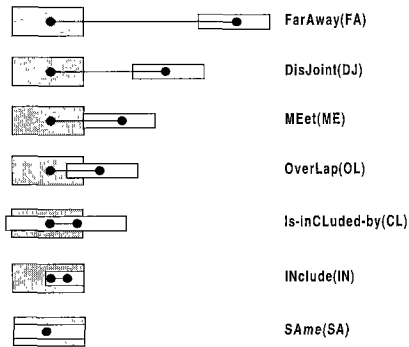 FarAway(FA)
DisJoint(DJ)
MEet(ME)
OverLap(OL)
Is-inCLuded-by(CL)
INclude(IN)
SAme(SA)